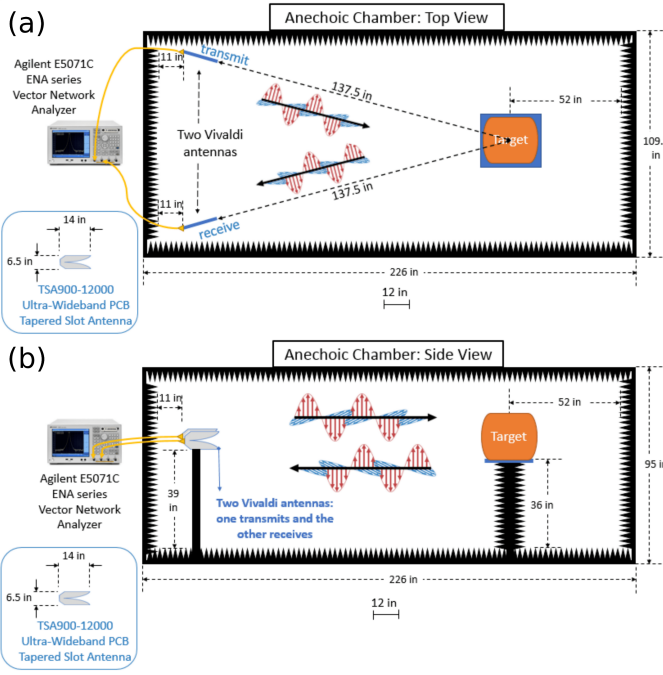 (a)
Anechoic Chamber: Top View
Agilent E5071C
ENA series
Vector Network
Analyzer
11 in
transmit
137.5 in
52 in
Two Vivaldi
antennas
Target
109.
in
137.5 in
11 in
receive
14 in
6.5 in
TSA900-12000
Ultra-Wideband PCB
Tapered Slot Antenna
226 in
12 in
(b)
Anechoic Chamber: Side View
11 in
52 in
Target
95 in
Agilent E5071C
ENA series
Vector Network
Analyzer
39
in
Two Vivaldi antennas:
one transmits and the
other receives
36 in
14 in
6.5 in
TSA900-12000
Ultra-Wideband PCB
Tapered Slot Antenna
226 in
12 in